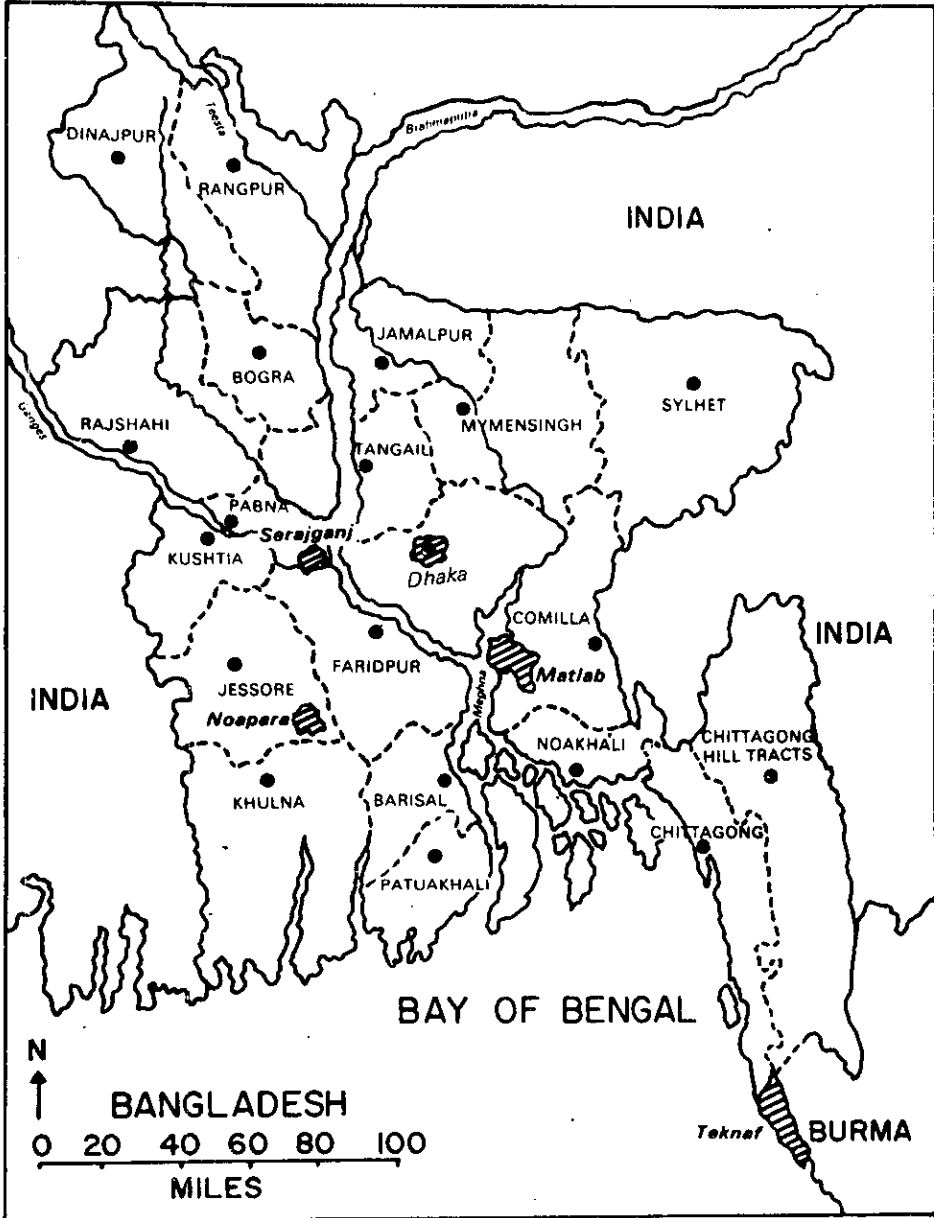 Teesta
Brahmaputra
DINAJPUR
RANGPUR
INDIA
JAMALPUR
BOGRA
SYLHET
Ganges
RAJSHAHI
MYMENSINGH
TANGAIL
PABNA
Serajganj
KUSHTIA
Dhaka
COMILLA
INDIA
FARIDPUR
Matlab
JESSORE
INDIA
Meghna
Noapara
NOAKHALI
CHITTAGONG
HILL TRACTS
KHULNA
BARISAL
CHITTAGONG
PATUAKHALI
BAY OF BENGAL
N
BANGLADESH
Teknaf
BURMA
0 20 40 60 80 100
MILES